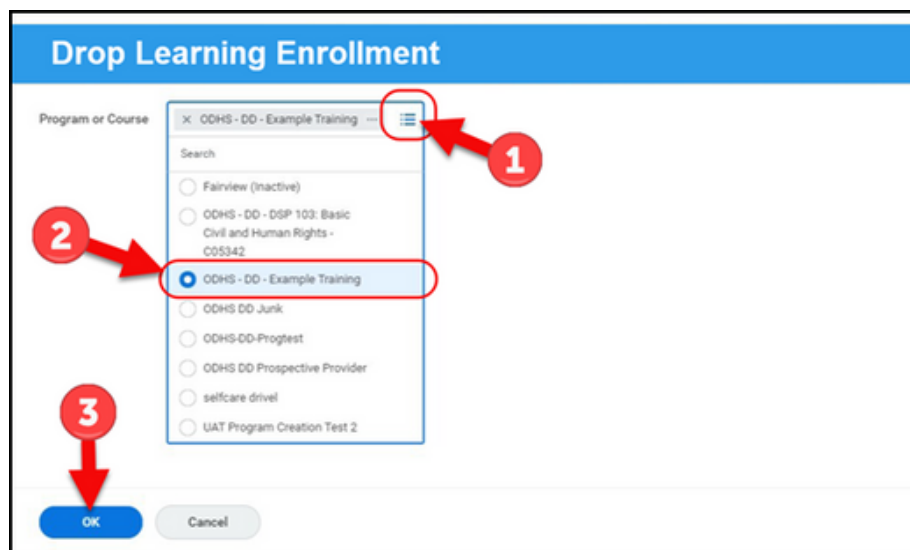 Drop Learning Enrollment
Program or Course
× ODHS - DD - Example Training ···
1
Search
Fairview (Inactive)
ODHS - DD - DSP 103: Basic
Civil and Human Rights -
C05342
2
ODHS - DD - Example Training
ODHS DD Junk
ODHS-DD-Progtest
ODHS DD Prospective Provider
selfcare drivel
UAT Program Creation Test 2
3
OK
Cancel